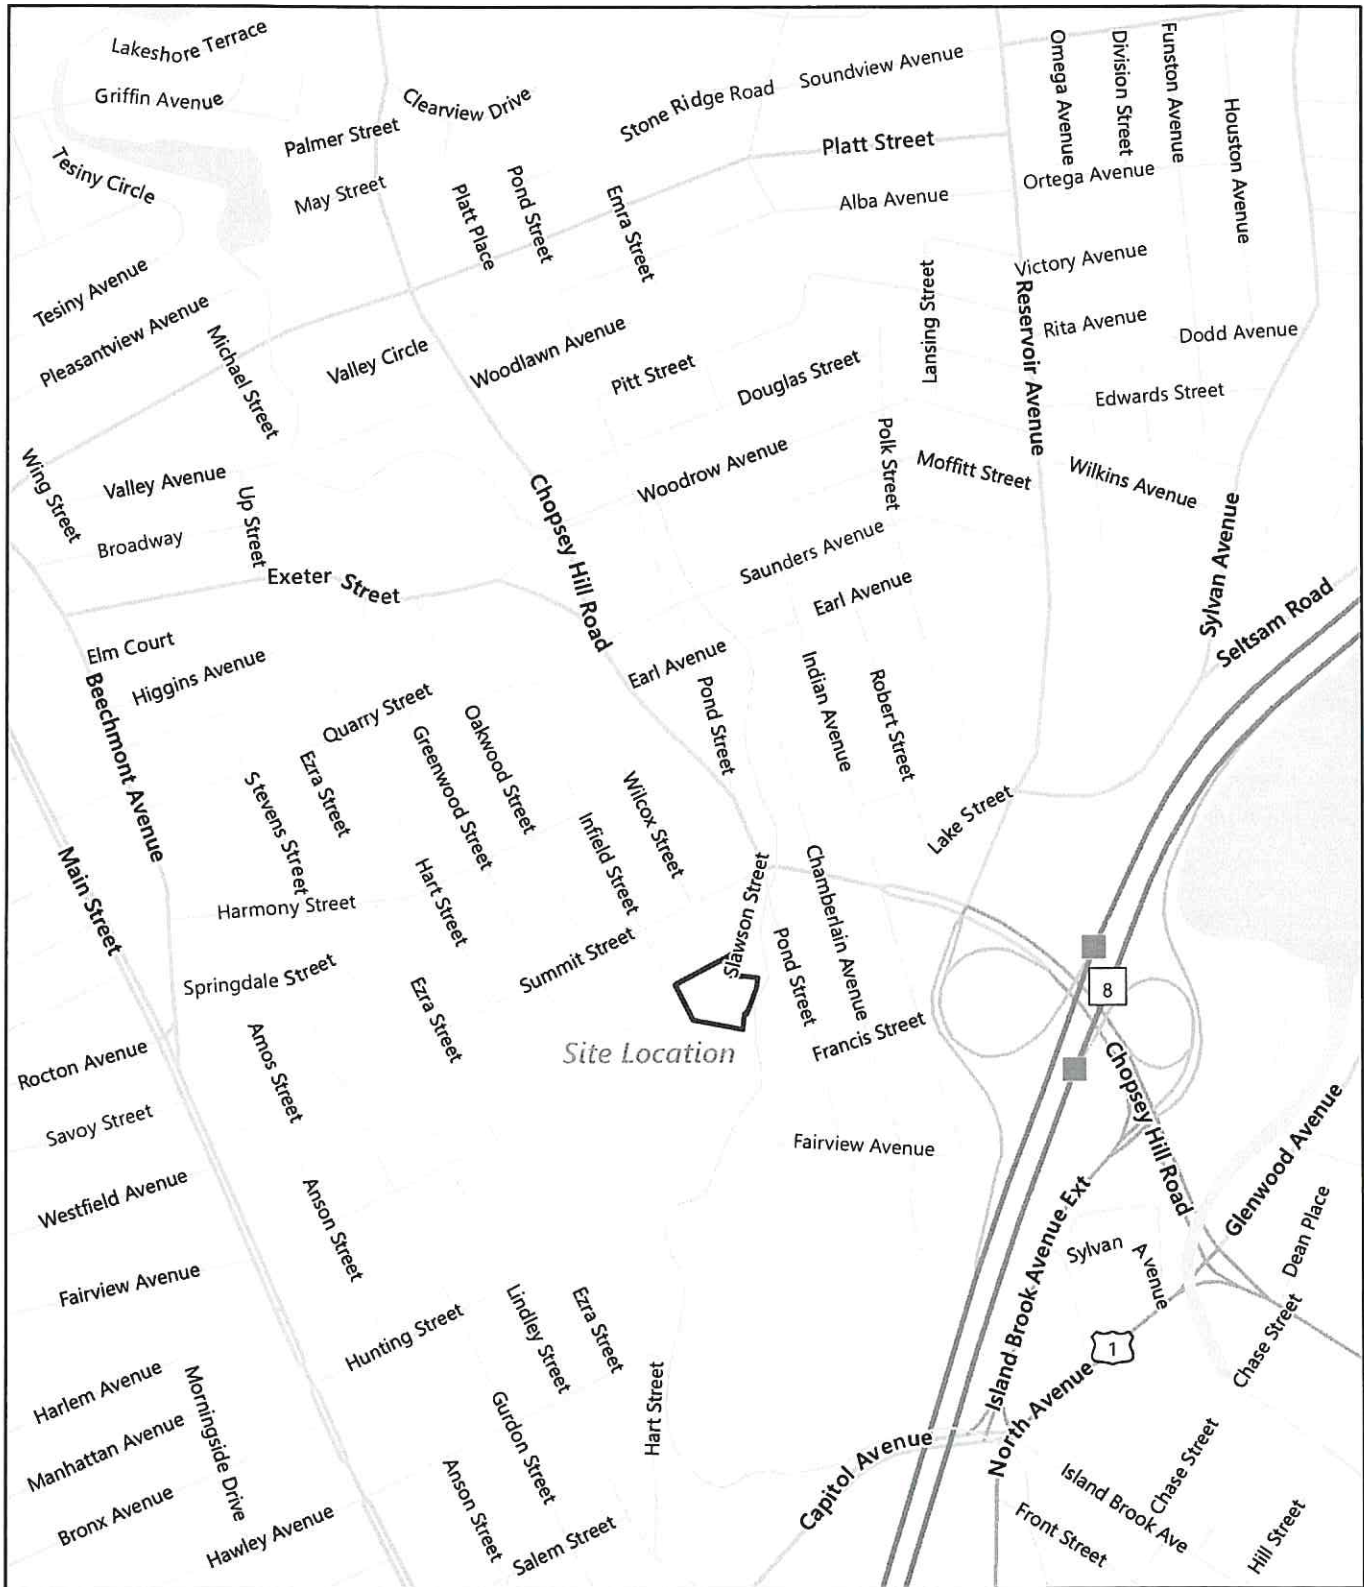 Lakeshore Terrace
Griffin Avenue
Tesiny Circle
Palmer Street
Clearview Drive
May Street
Stone Ridge Road
Soundview Avenue
Platt Street
Alba Avenue
Omega Avenue
Division Street
Funston Avenue
Houston Avenue
Ortega Avenue
Platt Place
Pond Street
Emra Street
Tesiny Avenue
Pleasantview Avenue
Michael Street
Valley Circle
Woodlawn Avenue
Pitt Street
Douglas Street
Lansing Street
Reservoir Avenue
Victory Avenue
Rita Avenue
Dodd Avenue
Edwards Street
Wing Street
Valley Avenue
Broadway
Up Street
Exeter Street
Chopsey Hill Road
Woodrow Avenue
Polk Street
Moffitt Street
Wilkins Avenue
Saunders Avenue
Earl Avenue
Sylvan Avenue
Seltsam Road
Elm Court
Higgins Avenue
Beechmont Avenue
Quarry Street
Earl Avenue
Pond Street
Indian Avenue
Robert Street
Oakwood Street
Greenwood Street
Ezra Street
Stevens Street
Wilcox Street
Infield Street
Lake Street
Main Street
Hart Street
Harmony Street
Slawson Street
Chamberlain Avenue
Springdale Street
Summit Street
Pond Street
Ezra Street
8
Site Location
Francis Street
Rocton Avenue
Amos Street
Chopsey Hill Road
Savoy Street
Fairview Avenue
Glenwood Avenue
Westfield Avenue
Anson Street
Island Brook Avenue Ext
Sylvan Avenue
Dean Place
Fairview Avenue
Hunting Street
Lindley Street
Ezra Street
1
Chase Street
Harlem Avenue
Morningside Drive
Hart Street
North Avenue
Manhattan Avenue
Gurdon Street
Capitol Avenue
Chase Street
Bronx Avenue
Hawley Avenue
Anson Street
Salem Street
Island Brook Ave
Front Street
Hill Street